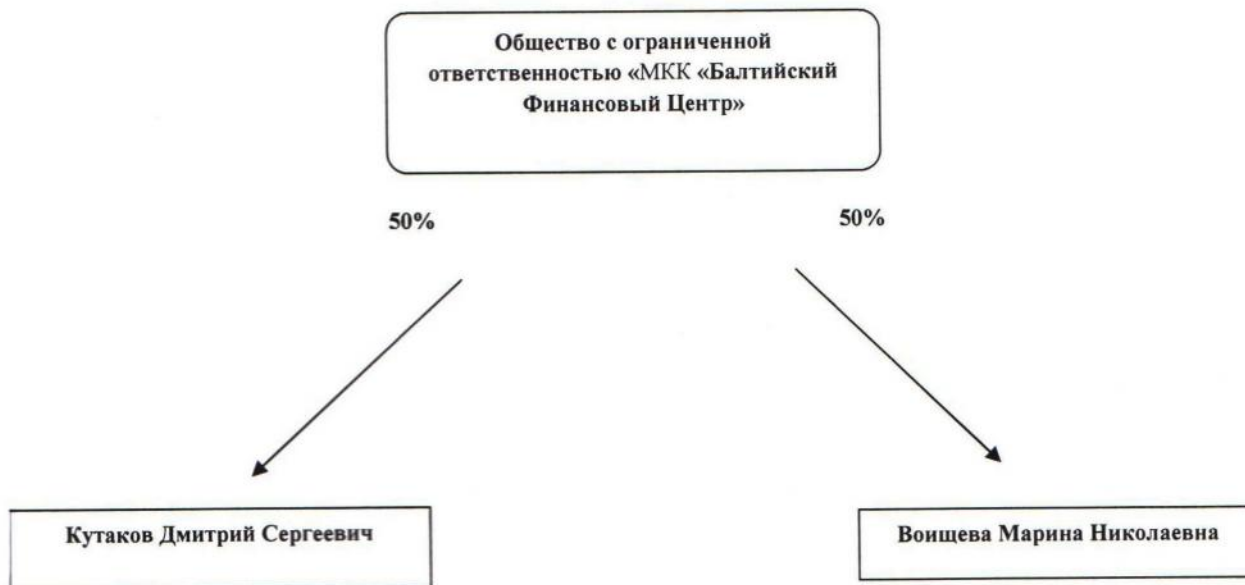 Общество с ограниченной
ответственностью «МКК «Балтийский
Финансовый Центр»
50%
50%
Кутаков Дмитрий Сергеевич
Воищева Марина Николаевна